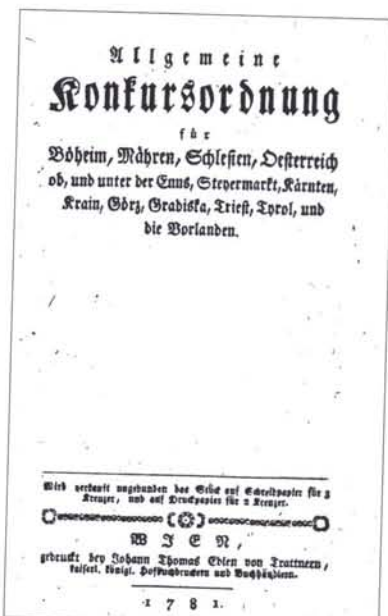 Allgemeine
Konkursordnung
für
Böheim, Mähren, Schlesien, Oesterreich
ob, und unter der Enns, Steyermarkt, Kärnten,
Krain, Görz, Gradiska, Triest, Tyrol, und
die Vorlanden.
Wird verkauft ungebunden das Stück auf Schreibpapier für 3
Kreuzer, und auf Druckpapier für 2 Kreuzer.
WIEN,
gedruckt bey Johann Thomas Edlen von Trattnern,
kaiserl. königl. Hofbuchdruckern und Buchhändlern.
1781.